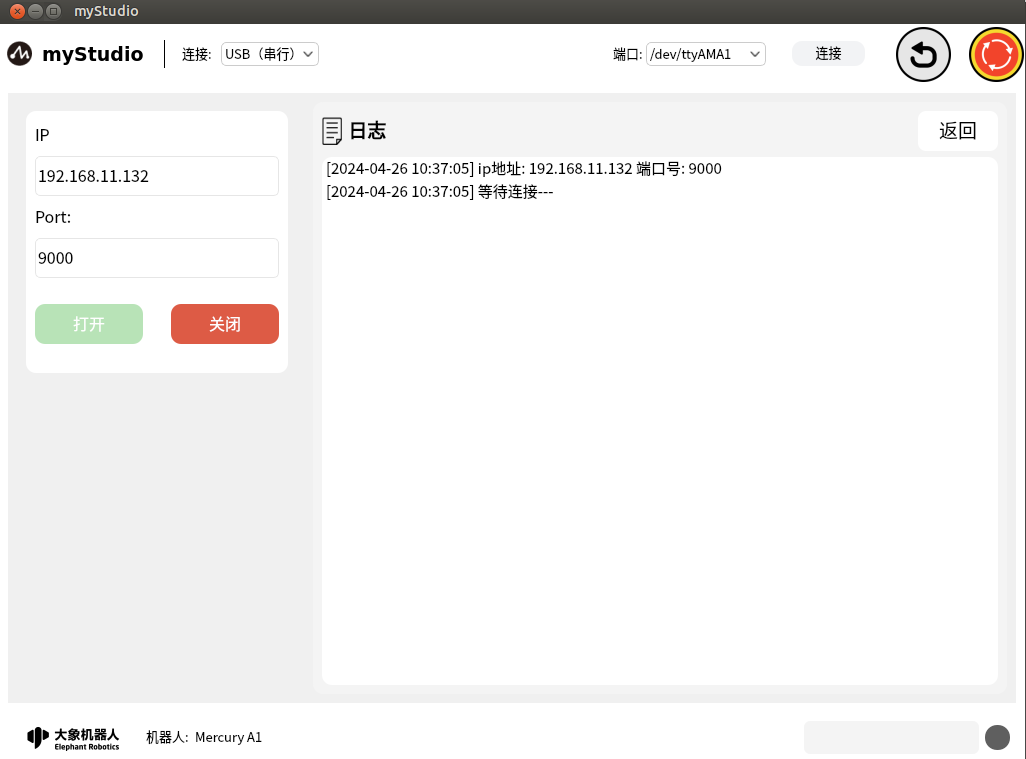 myStudio
myStudio
连接: USB（串行）
端口: /dev/ttyAMA1
连接
IP
192.168.11.132
Port:
9000
打开
关闭
日志
返回
[2024-04-26 10:37:05] ip地址: 192.168.11.132 端口号: 9000
[2024-04-26 10:37:05] 等待连接---
大象机器人
Elephant Robotics
机器人: Mercury A1